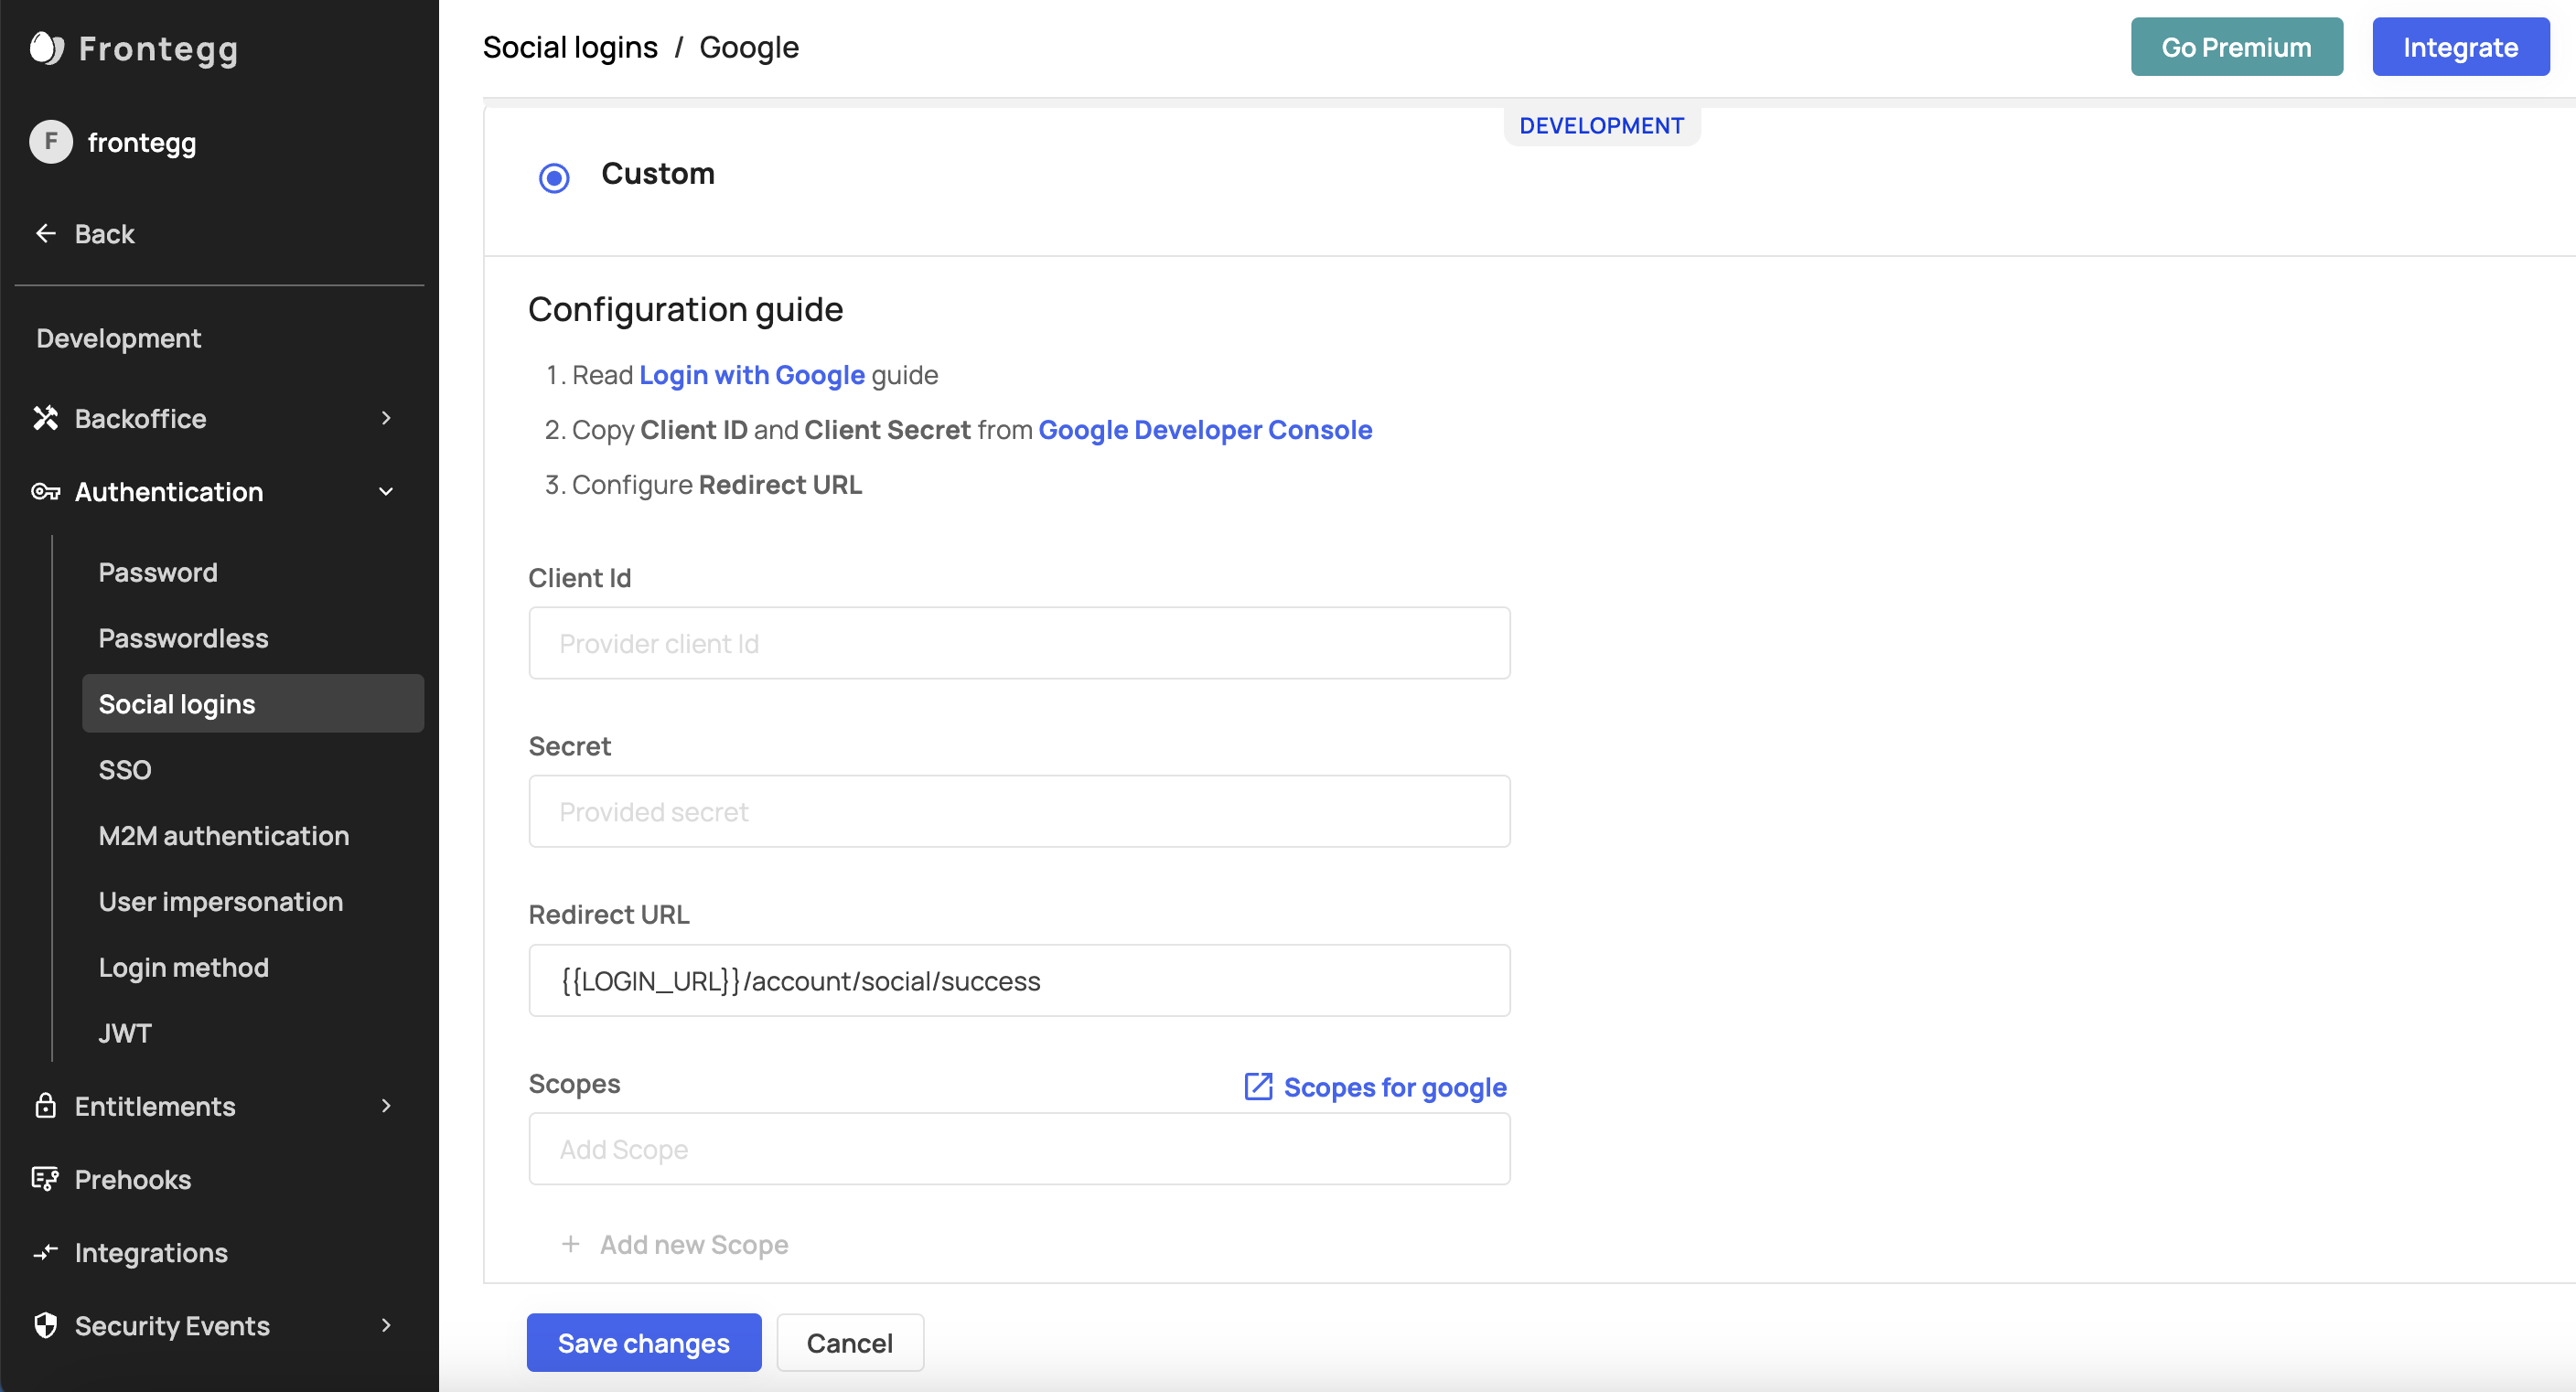 Frontegg
F frontegg
Back
Development
Backoffice
Authentication
Password
Passwordless
Social logins
SSO
M2M authentication
User impersonation
Login method
JWT
Entitlements
Prehooks
Integrations
Security Events
Social logins / Google
Go Premium
Integrate
DEVELOPMENT
Custom
Configuration guide
1. Read Login with Google guide
2. Copy Client ID and Client Secret from Google Developer Console
3. Configure Redirect URL
Client Id
Provider client Id
Secret
Provided secret
Redirect URL
{{LOGIN_URL}}/account/social/success
Scopes
Scopes for google
Add Scope
+ Add new Scope
Save changes
Cancel